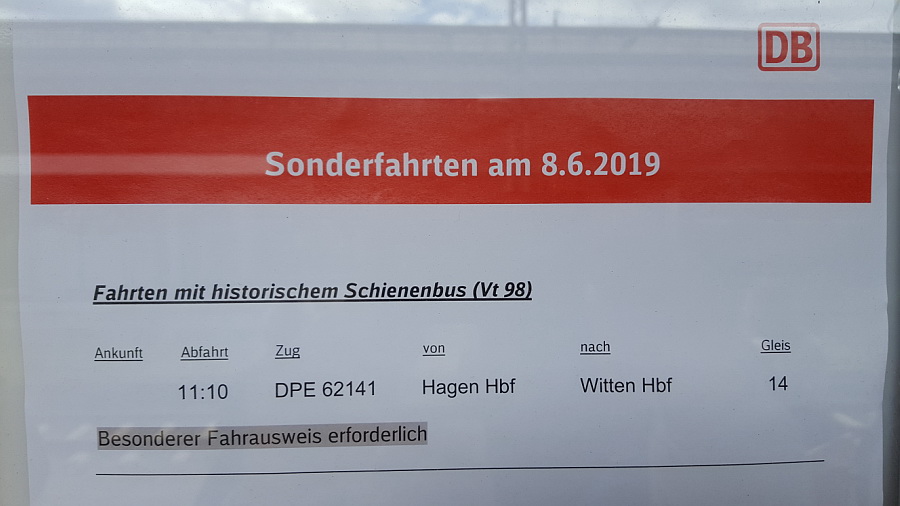 DB
Sonderfahrten am 8.6.2019
Fahrten mit historischem Schienenbus (Vt 98)
Ankunft Abfahrt Zug von nach Gleis
11:10 DPE 62141 Hagen Hbf Witten Hbf 14
Besonderer Fahrausweis erforderlich